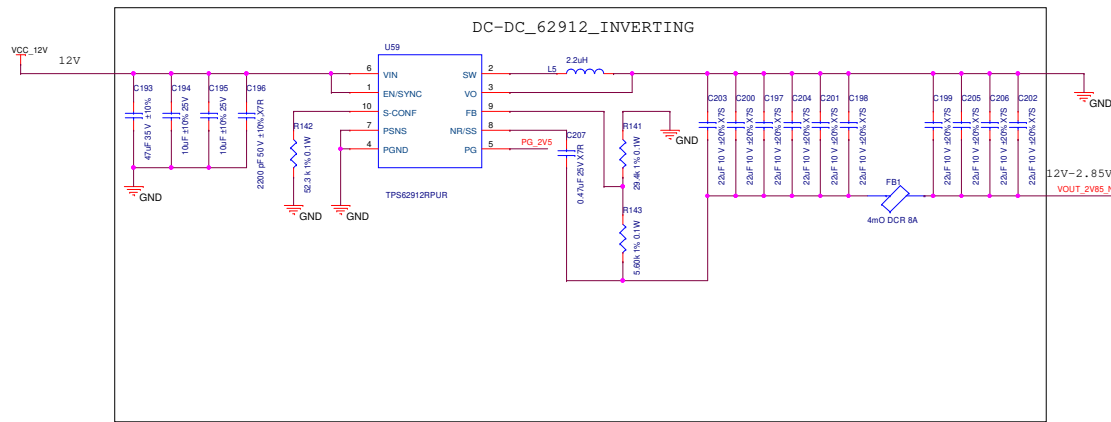 DC-DC_62912_INVERTING
VCC_12V
12V
U59
6 VIN
1 EN/SYNC
10 S-CONF
7 PSNS
4 PGND
SW 2
VO 3
FB 9
NR/SS 8
PG 5
TPS62912RPUR
L5
2.2uH
PG_2V5
C193
47uF 35 V ±10%
C194
10uF ±10% 25V
C195
10uF ±10% 25V
C196
2200 pF 50 V ±10% X7R
GND
R142
52.3 k 1% 0.1W
GND
GND
C207
0.47uF 25V X7R
R141
29.4k 1% 0.1W
GND
R143
5.60k 1% 0.1W
C203
22uF 10 V ±20% X7S
C200
22uF 10 V ±20% X7S
C197
22uF 10 V ±20% X7S
C204
22uF 10 V ±20% X7S
C201
22uF 10 V ±20% X7S
C198
22uF 10 V ±20% X7S
FB1
4mO DCR 8A
C199
22uF 10 V ±20% X7S
C205
22uF 10 V ±20% X7S
C206
22uF 10 V ±20% X7S
C202
22uF 10 V ±20% X7S
GND
12V-2.85V